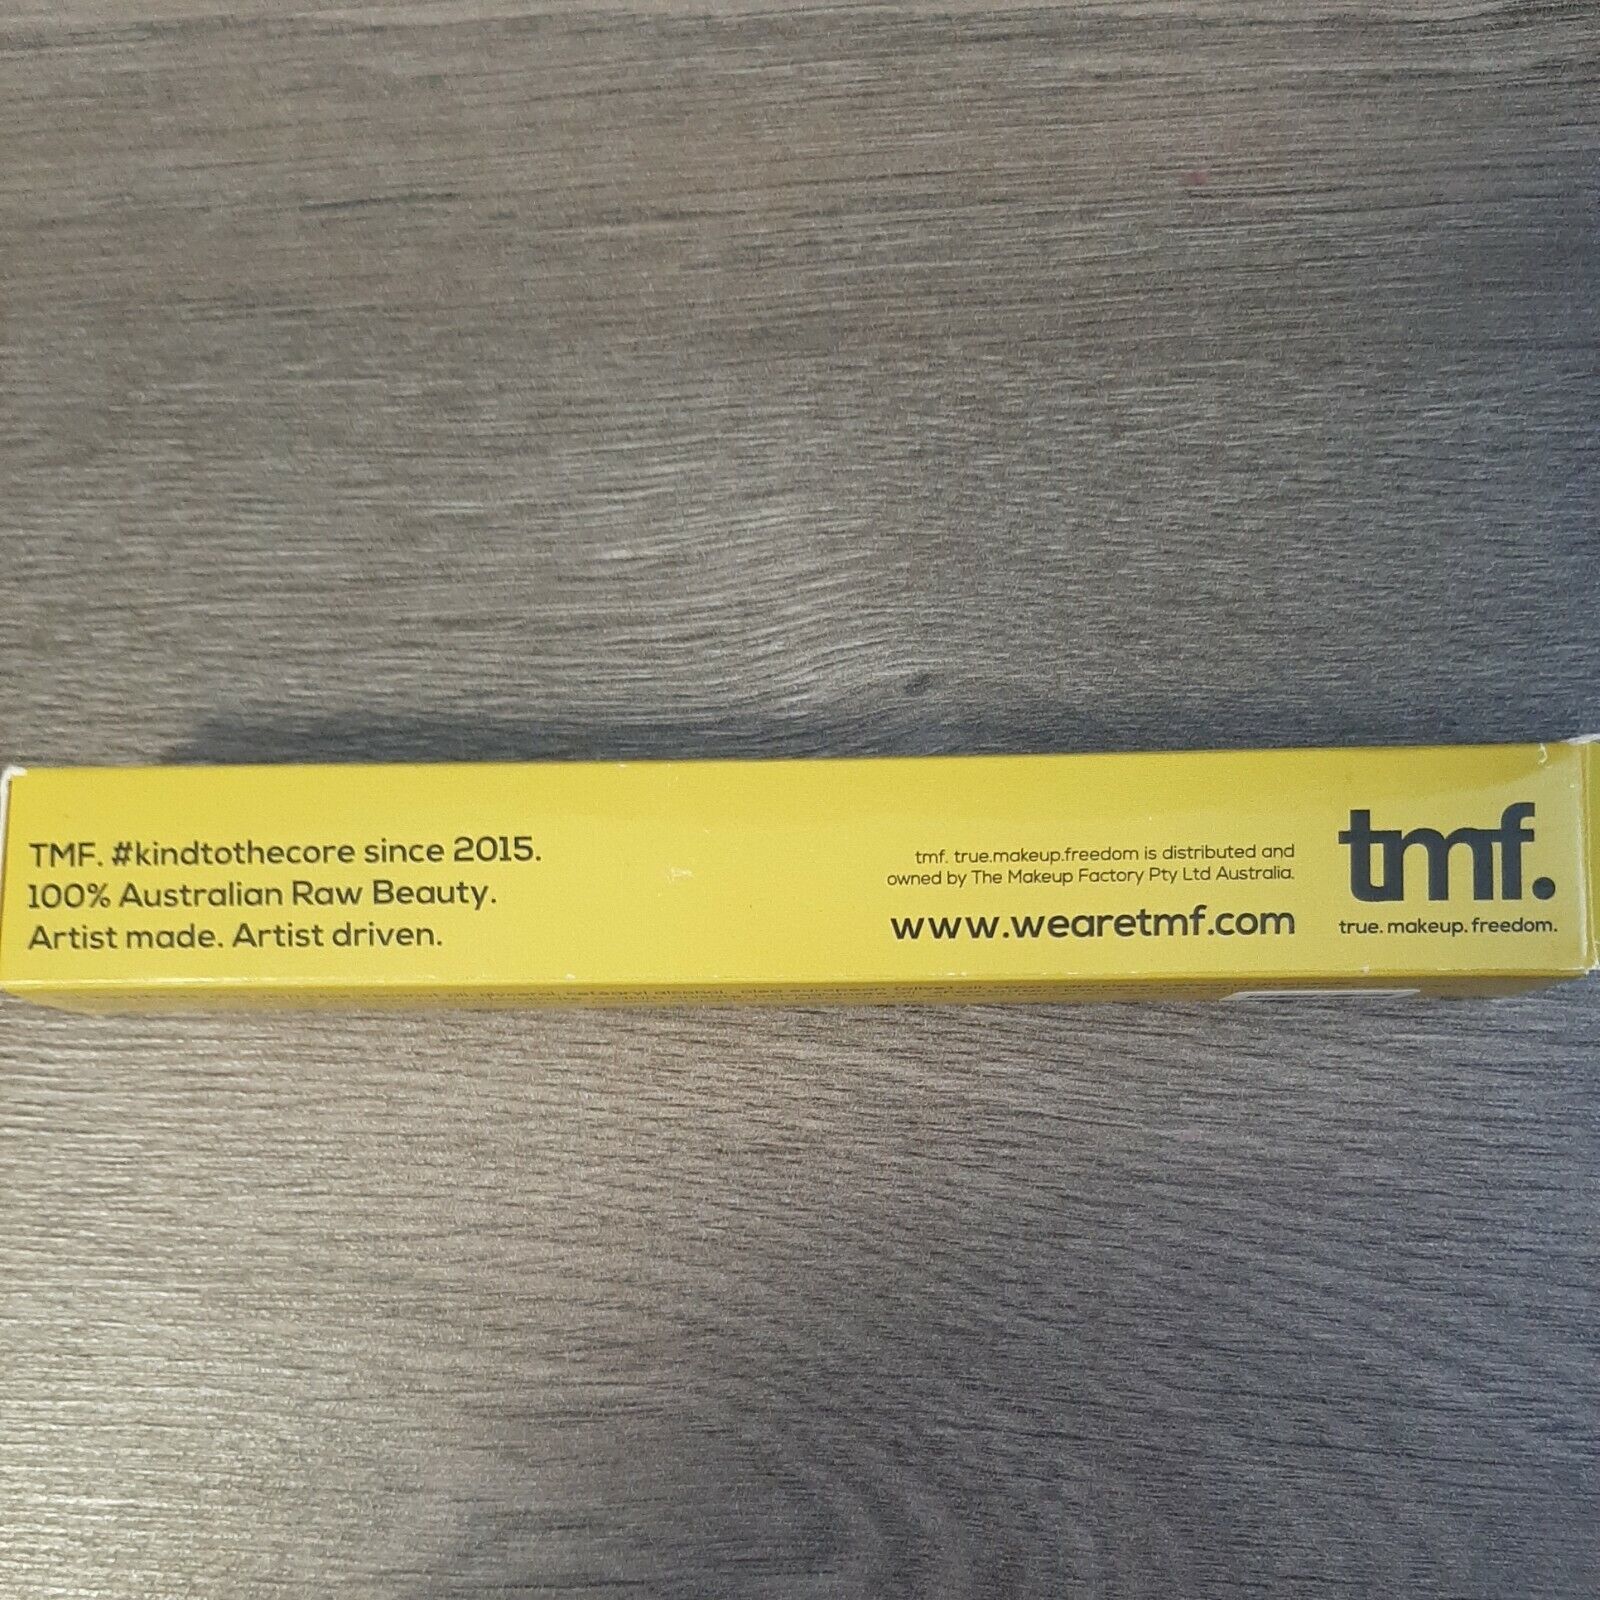 TMF. #kindtothecore since 2015.
100% Australian Raw Beauty.
Artist made. Artist driven.
tmf. true.makeup.freedom is distributed and
owned by The Makeup Factory Pty Ltd Australia.
www.wearetmf.com
tmf.
true. makeup. freedom.